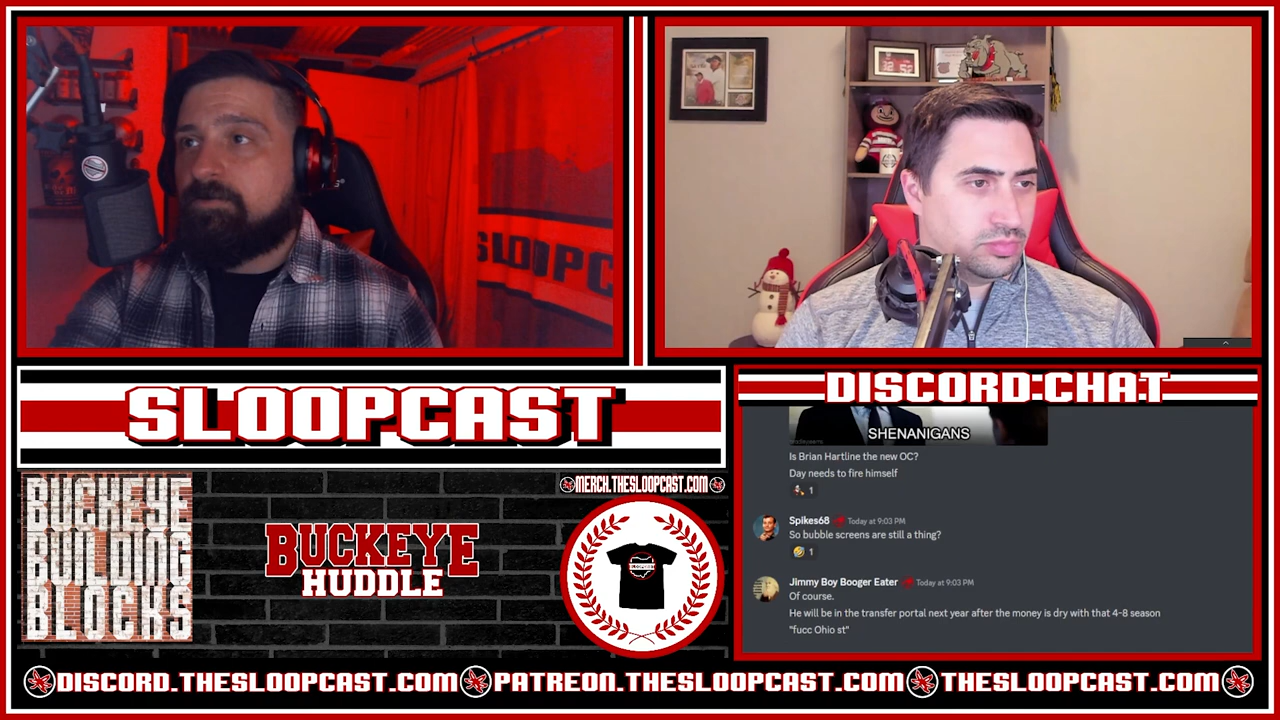 SLOOPC
SLOOPCAST
DISCORD:CHAT
SHENANIGANS
Is Brian Hartline the new OC?
Day needs to fire himself
1
Spikes68 Today at 9:03 PM
So bubble screens are still a thing?
1
Jimmy Boy Booger Eater Today at 9:03 PM
Of course.
He will be in the transfer portal next year after the money is dry with that 4-8 season
"fucc Ohio st"
BUCKEYE
BUILDING
BLOCKS
BUCKEYE
HUDDLE
MERCH.THESLOOPCAST.COM
DISCORD.THESLOOPCAST.COM PATREON.THESLOOPCAST.COM THESLOOPCAST.COM